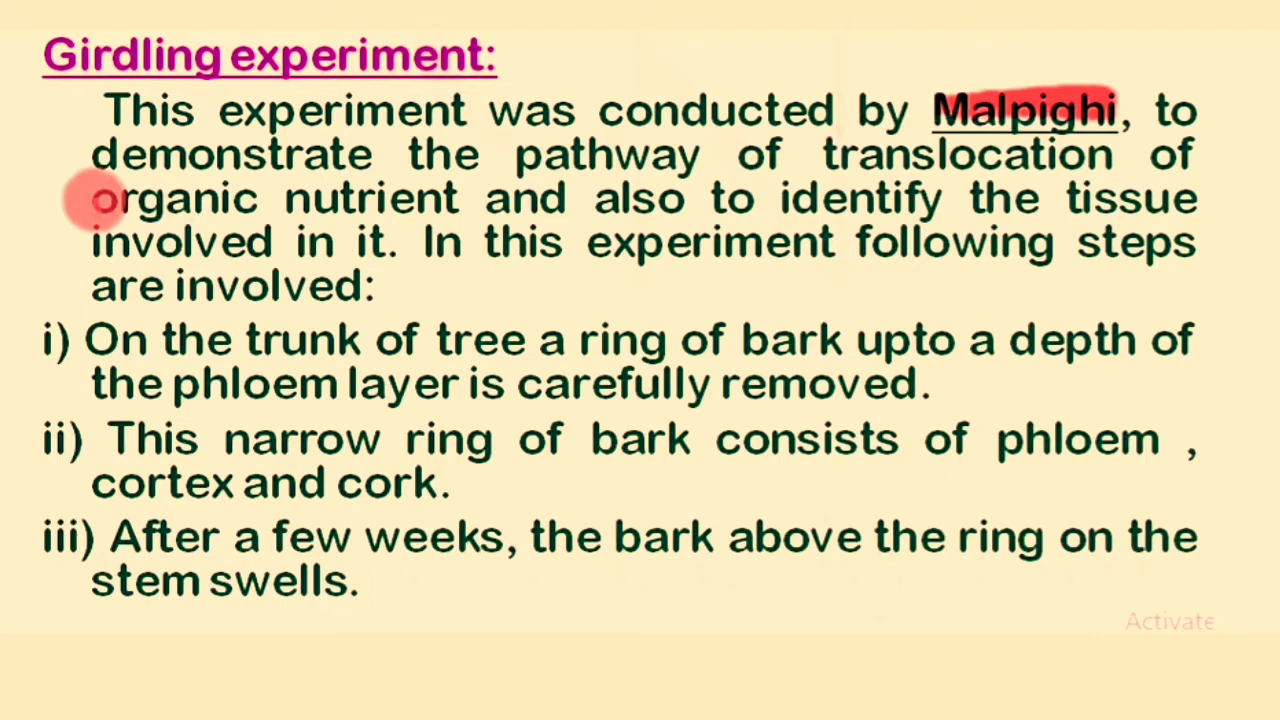 Girdling experiment:
This experiment was conducted by Malpighi, to
demonstrate the pathway of translocation of
organic nutrient and also to identify the tissue
involved in it. In this experiment following steps
are involved:
i) On the trunk of tree a ring of bark upto a depth of
the phloem layer is carefully removed.
ii) This narrow ring of bark consists of phloem ,
cortex and cork.
iii) After a few weeks, the bark above the ring on the
stem swells.
Activate